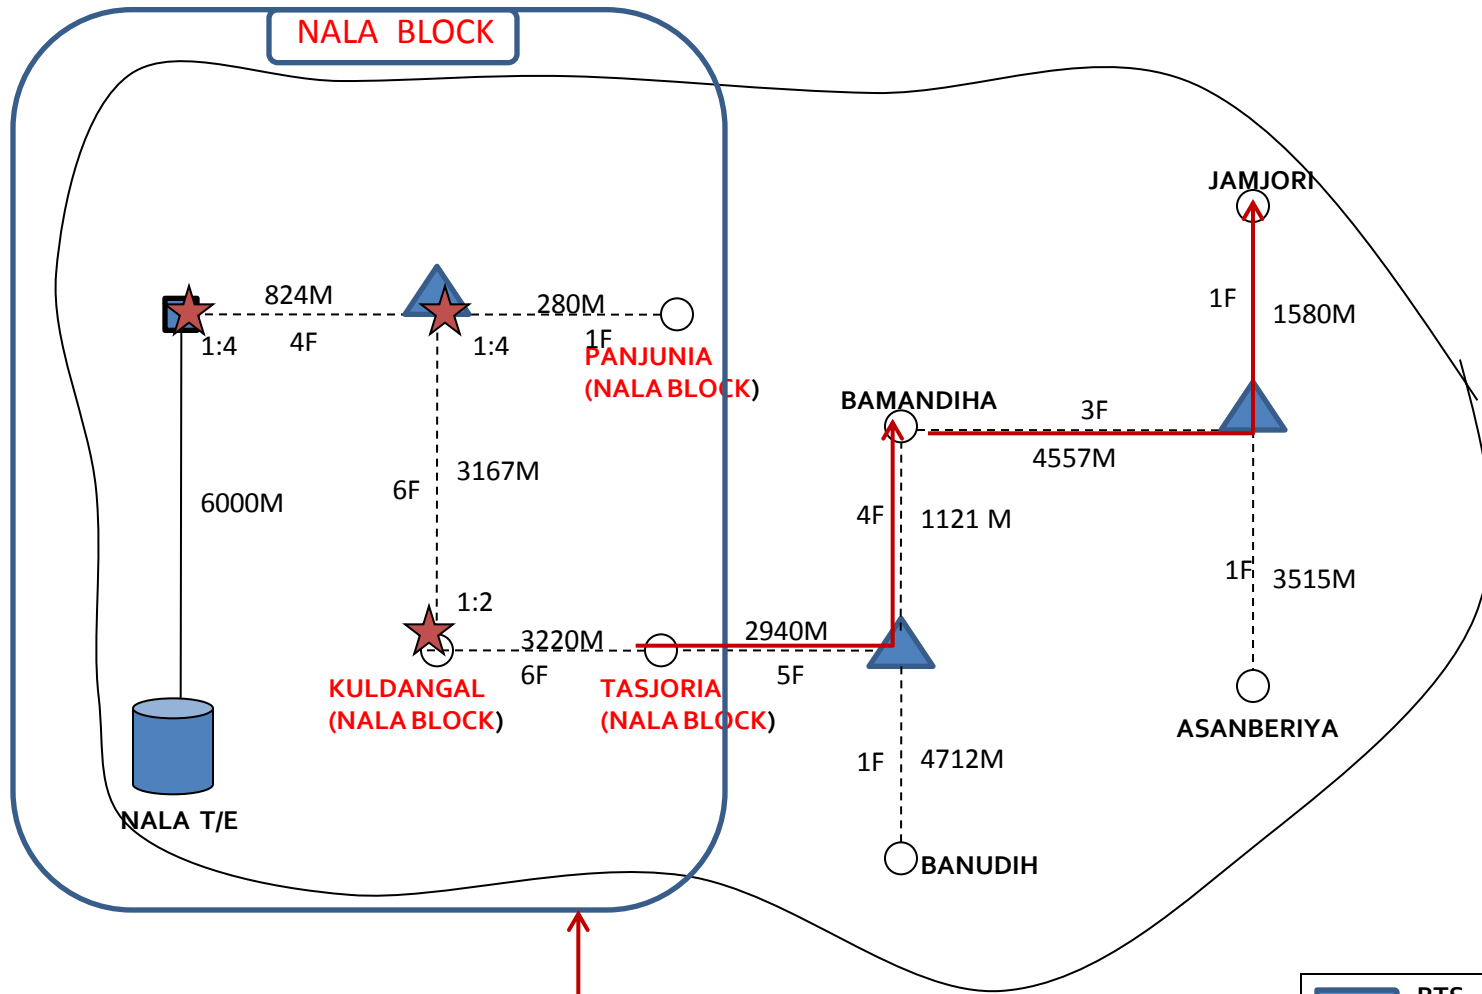 NALA BLOCK
JAMJORI
824M
280M
1F
1580M
1:4
4F
1:4
1F
PANJUNIA
(NALA BLOCK)
BAMANDIHA
3F
4557M
3167M
6F
6000M
4F
1121 M
1F
3515M
1:2
3220M
2940M
6F
5F
KULDANGAL
(NALA BLOCK)
TASJORIA
(NALA BLOCK)
ASANBERIYA
1F
4712M
NALA T/E
BANUDIH